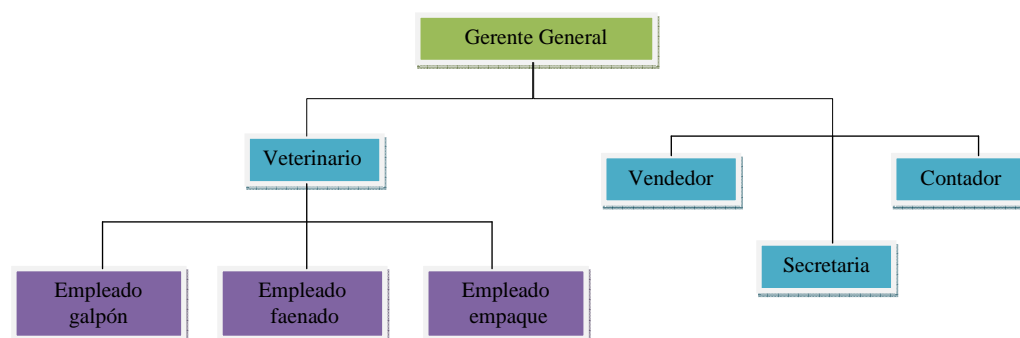 Gerente General
Veterinario
Vendedor
Contador
Secretaria
Empleado
galpón
Empleado
faenado
Empleado
empaque